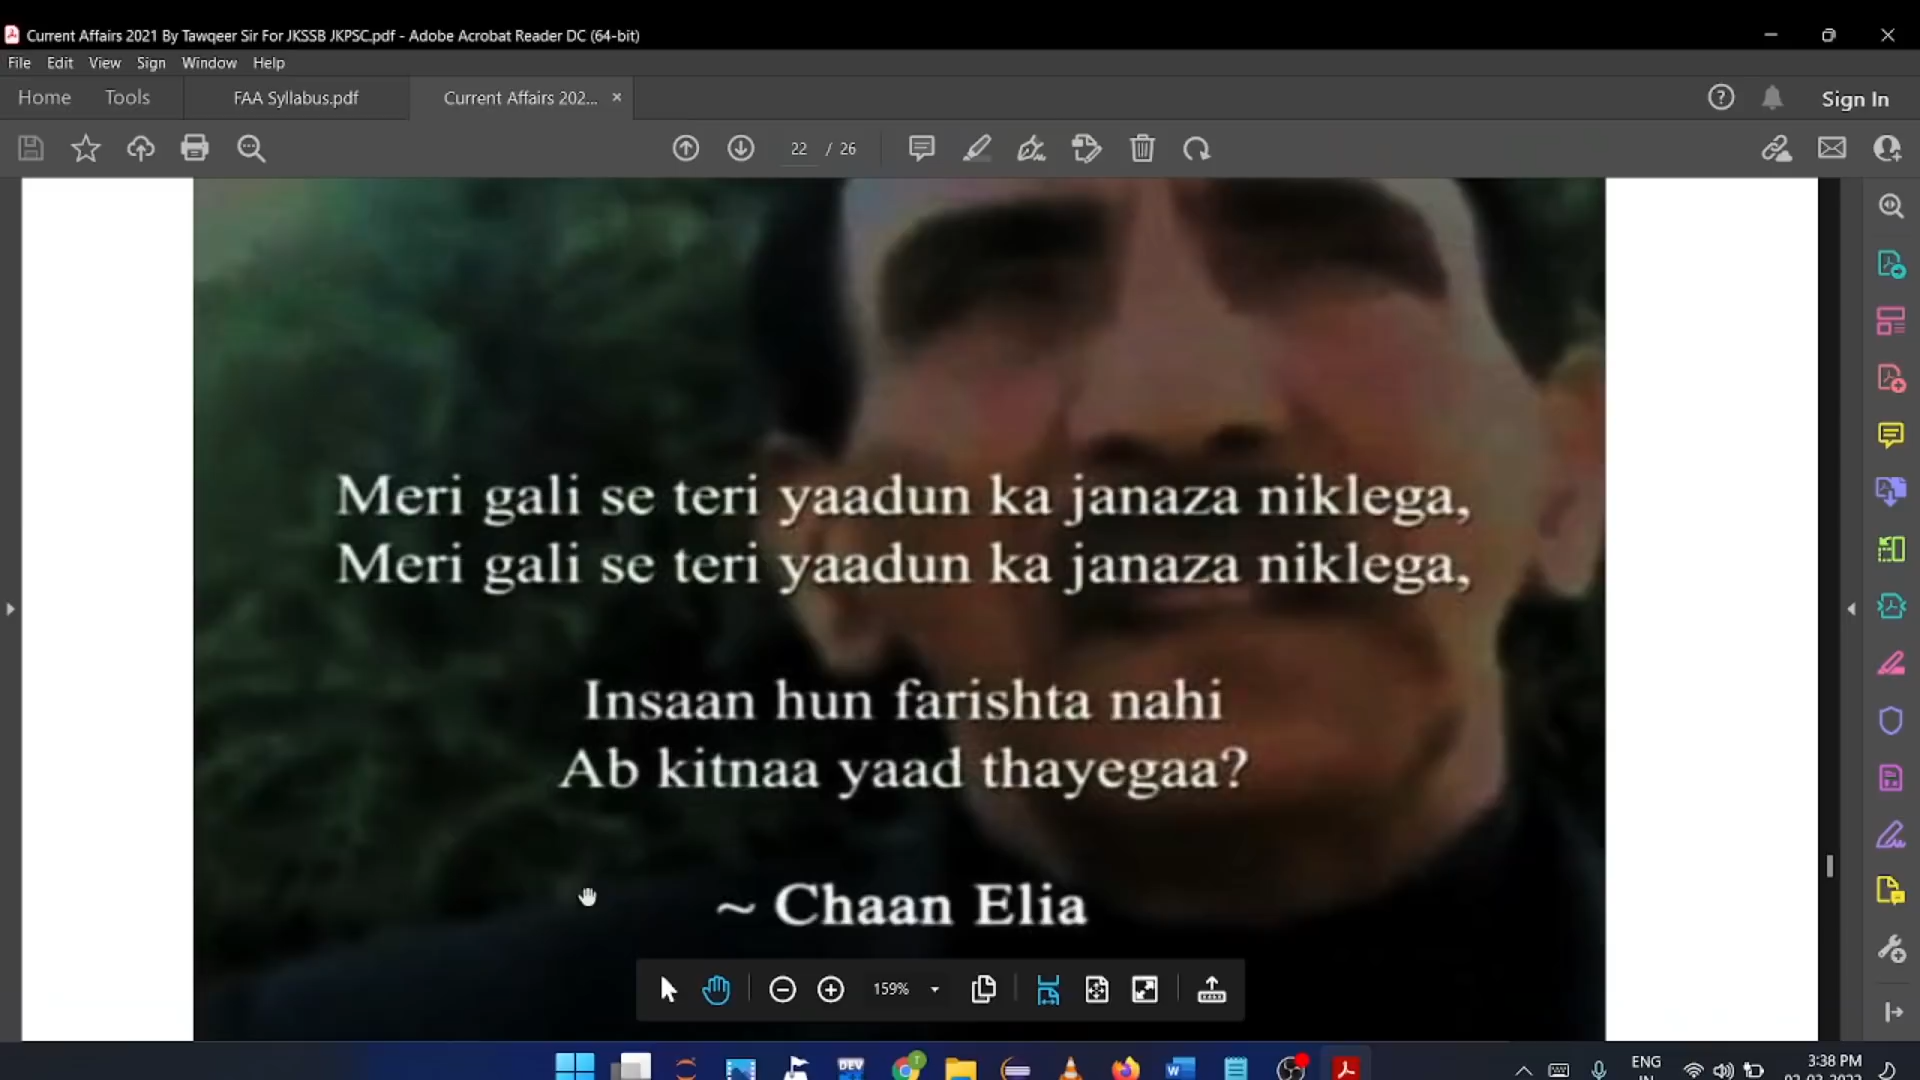 Current Affairs 2021 By Tawqeer Sir For JKSSB JKPSC.pdf - Adobe Acrobat Reader DC (64-bit)
File Edit View Sign Window Help
Home Tools FAA Syllabus.pdf Current Affairs 202... × Sign In
22 / 26
Meri gali se teri yaadun ka janaza niklega,
Meri gali se teri yaadun ka janaza niklega,
Insaan hun farishta nahi
Ab kitnaa yaad thayegaa?
~ Chaan Elia
159%
DEV T W ENG 3:38 PM
IN